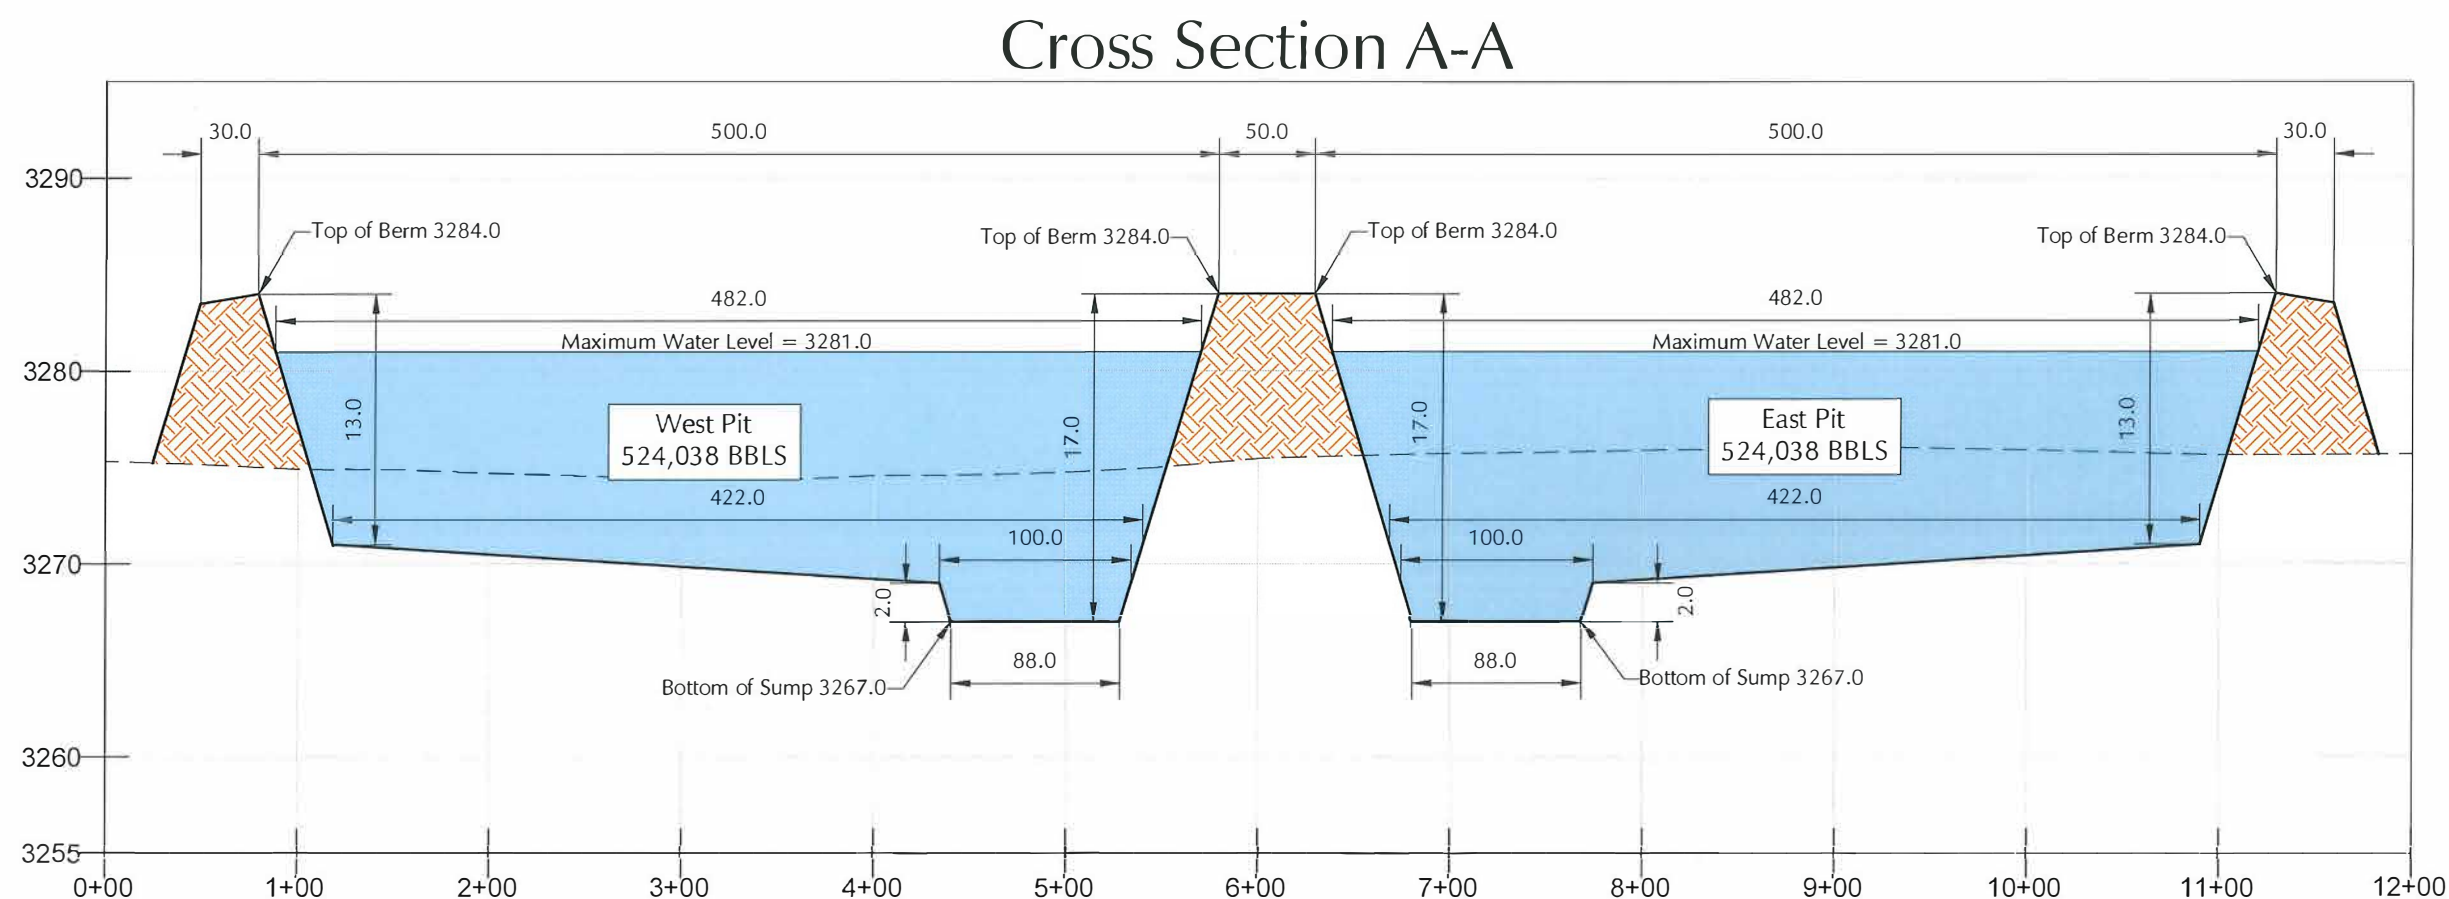 Cross Section A-A
30.0
500.0
50.0
500.0
30.0
3290
Top of Berm 3284.0
Top of Berm 3284.0
Top of Berm 3284.0
Top of Berm 3284.0
482.0
482.0
Maximum Water Level = 3281.0
Maximum Water Level = 3281.0
3280
13.0
West Pit
524,038 BBLS
17.0
17.0
East Pit
524,038 BBLS
13.0
422.0
422.0
100.0
100.0
3270
2.0
2.0
88.0
88.0
Bottom of Sump 3267.0
Bottom of Sump 3267.0
3260
3255
0+00
1+00
2+00
3+00
4+00
5+00
6+00
7+00
8+00
9+00
10+00
11+00
12+00